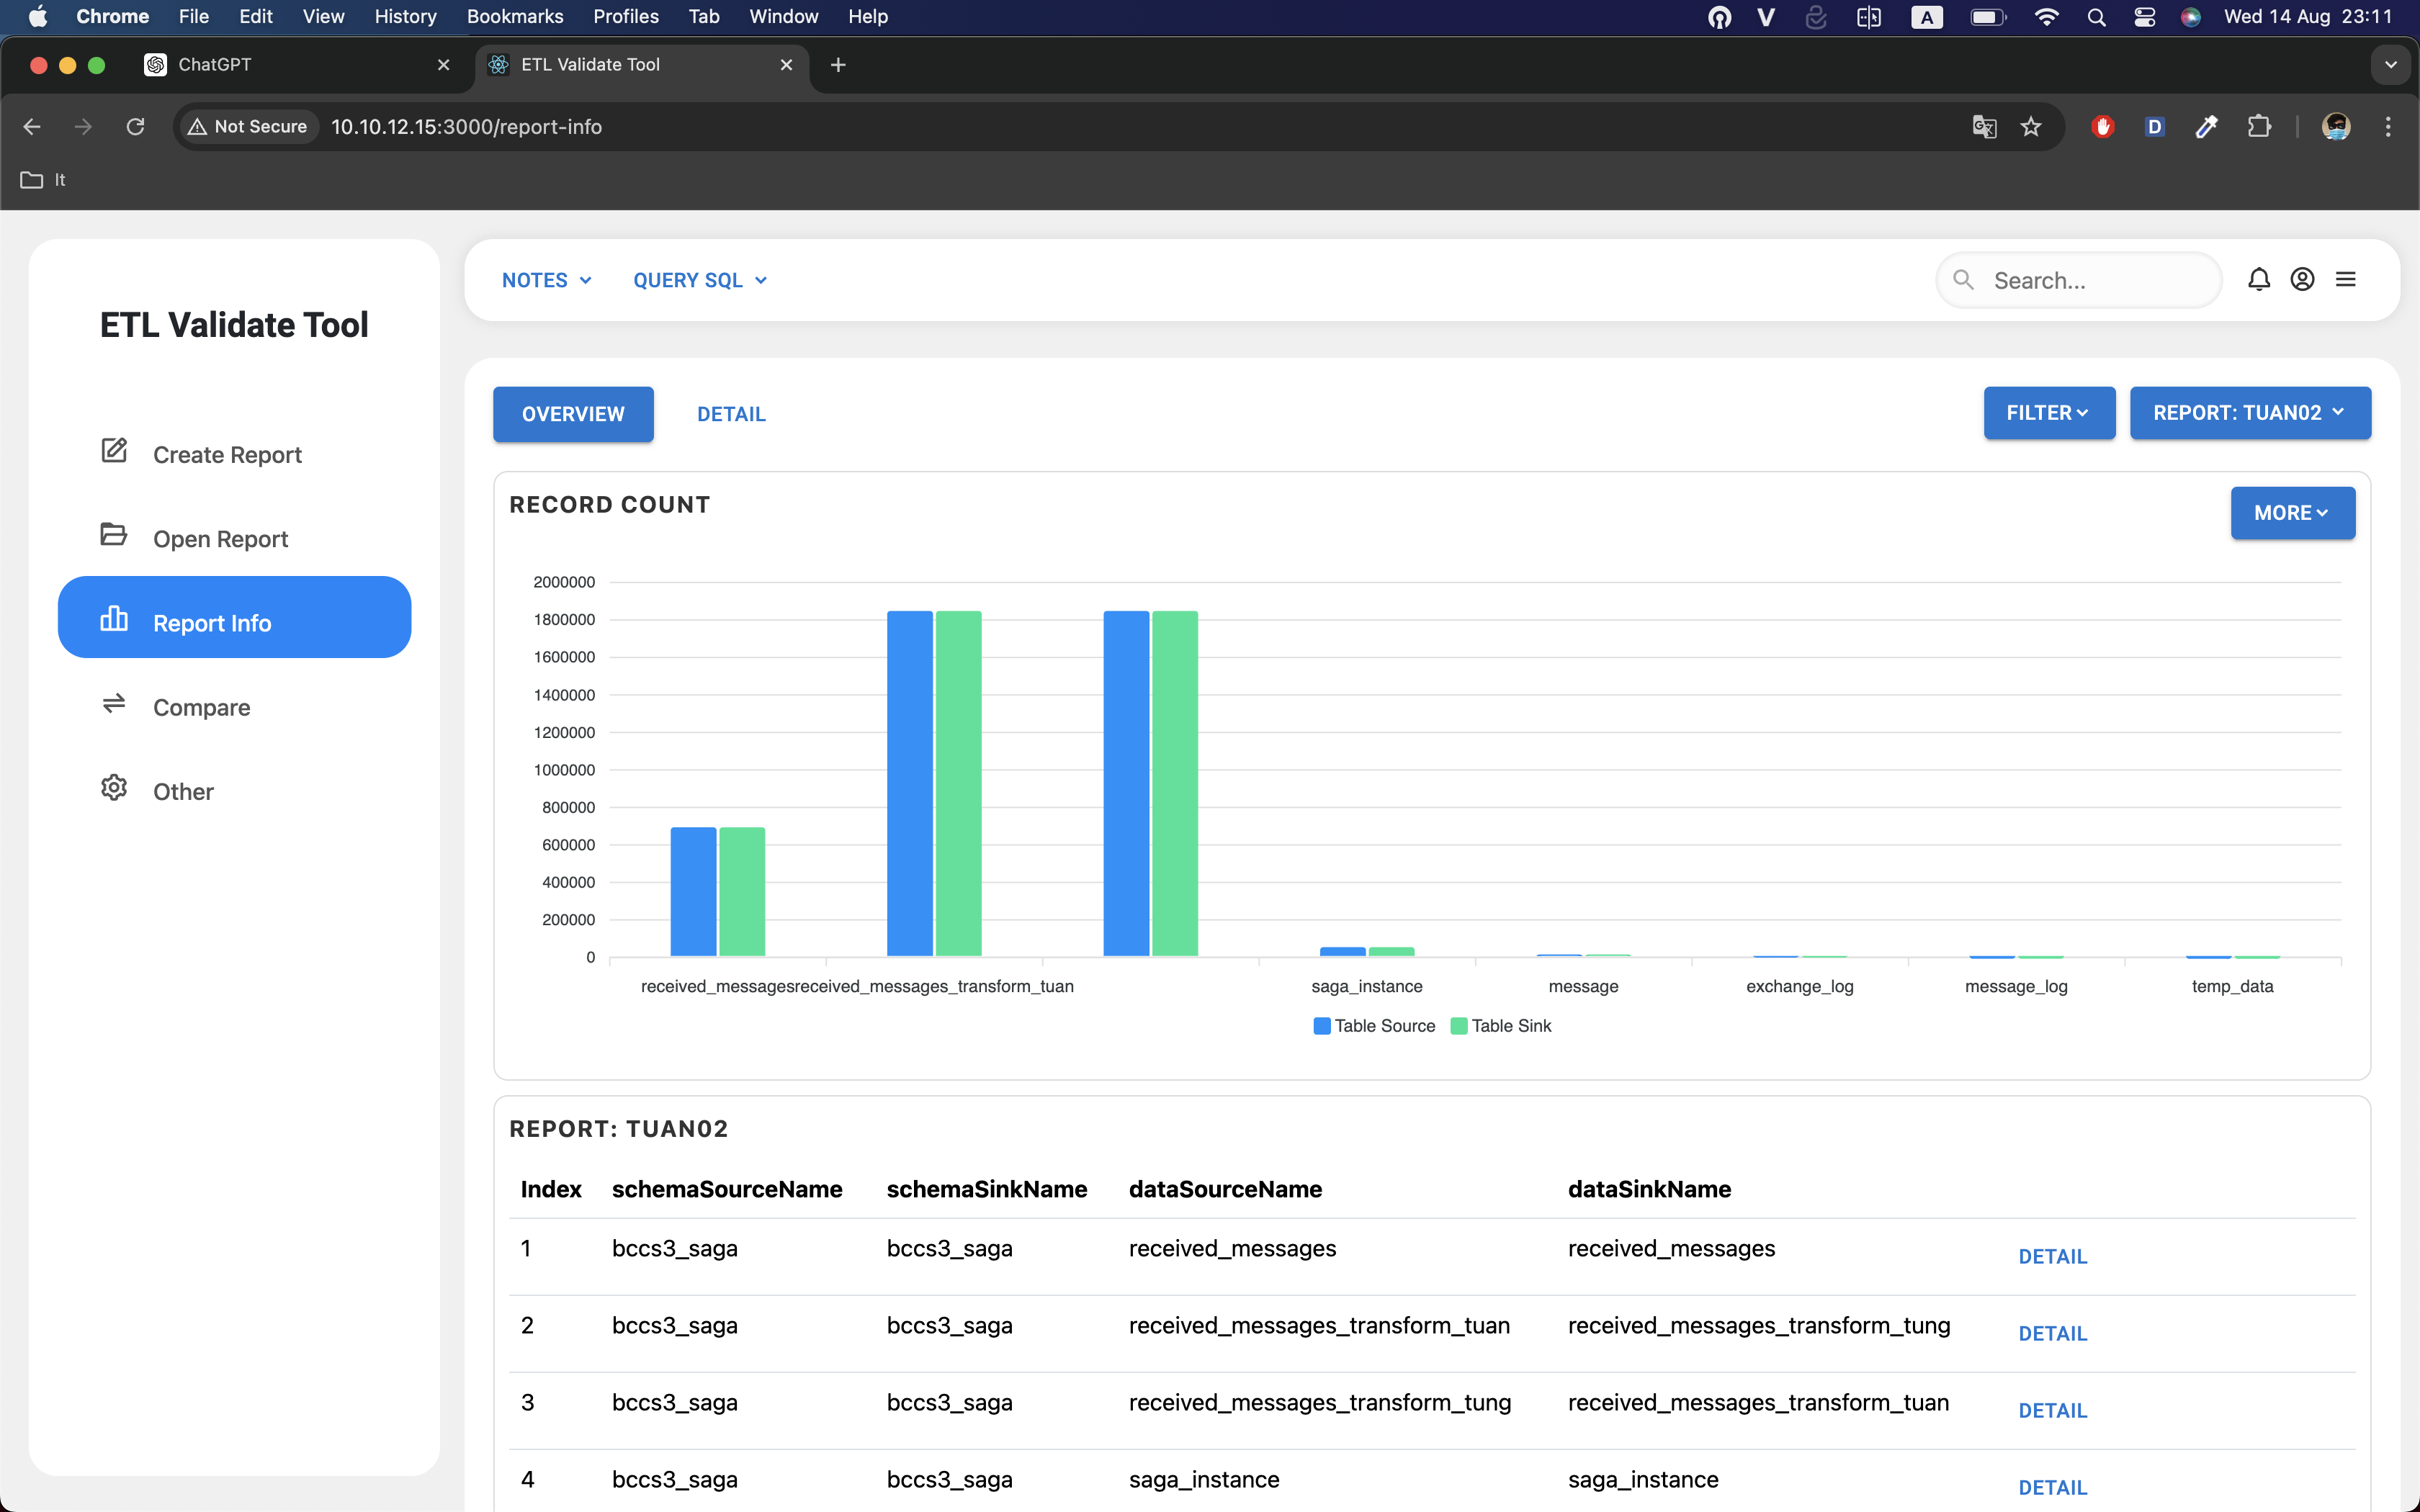 Chrome File Edit View History Bookmarks Profiles Tab Window Help A Wed 14 Aug 23:11
ChatGPT ETL Validate Tool
Not Secure 10.10.12.15:3000/report-info D
It
NOTES QUERY SQL Search...
ETL Validate Tool
Create Report
Open Report
Report Info
Compare
Other
OVERVIEW DETAIL FILTER REPORT: TUAN02
RECORD COUNT MORE
2000000
1800000
1600000
1400000
1200000
1000000
800000
600000
400000
200000
0
received_messages received_messages_transform_tuan saga_instance message exchange_log message_log temp_data
Table Source Table Sink
REPORT: TUAN02
Index schemaSourceName schemaSinkName dataSourceName dataSinkName
1 bccs3_saga bccs3_saga received_messages received_messages DETAIL
2 bccs3_saga bccs3_saga received_messages_transform_tuan received_messages_transform_tung DETAIL
3 bccs3_saga bccs3_saga received_messages_transform_tung received_messages_transform_tuan DETAIL
4 bccs3_saga bccs3_saga saga_instance saga_instance DETAIL